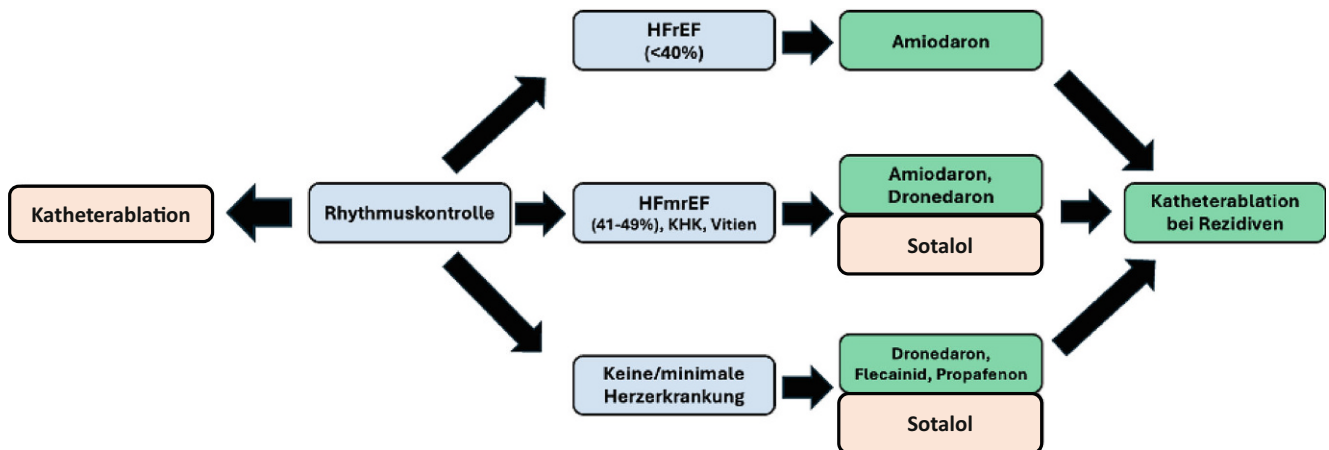 Katheterablation
Rhythmuskontrolle
HFrEF
(<40%)
Amiodaron
HFmrEF
(41-49%), KHK, Vitien
Amiodaron,
Dronedaron
Sotalol
Keine/minimale
Herzerkrankung
Dronedaron,
Flecainid, Propafenon
Sotalol
Katheterablation
bei Rezidiven